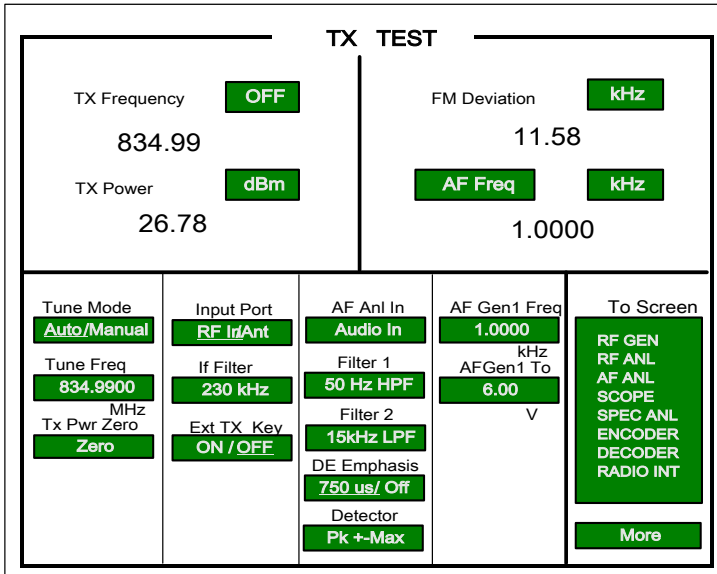 TX TEST
TX Frequency OFF
834.99
TX Power dBm
26.78
FM Deviation kHz
11.58
AF Freq kHz
1.0000
Tune Mode
Auto/Manual
Tune Freq
834.9900
MHz
Tx Pwr Zero
Zero
Input Port
RF In/Ant
If Filter
230 kHz
Ext TX Key
ON / OFF
AF Anl In
Audio In
Filter 1
50 Hz HPF
Filter 2
15kHz LPF
DE Emphasis
750 us/ Off
Detector
Pk +-Max
AF Gen1 Freq
1.0000
kHz
AFGen1 To
6.00
V
To Screen
RF GEN
RF ANL
AF ANL
SCOPE
SPEC ANL
ENCODER
DECODER
RADIO INT
More